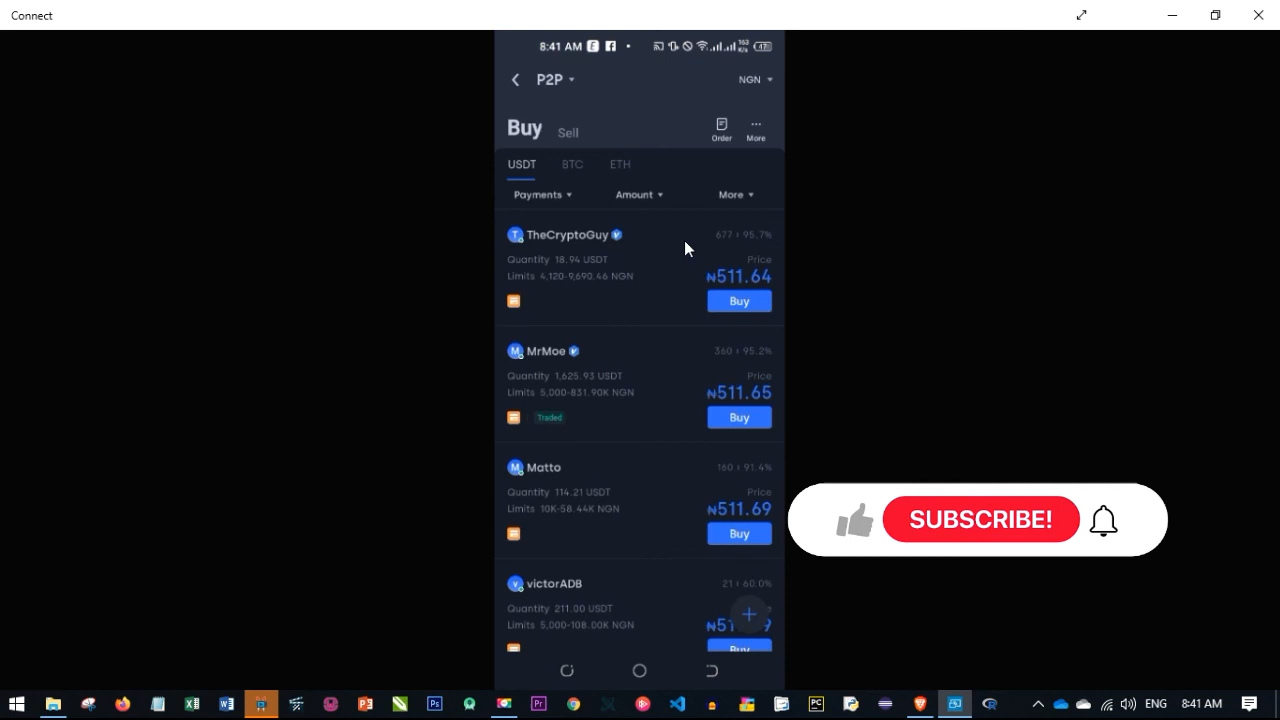 Connect
8:41 AM
163 K/s
47
P2P
NGN
Buy
Sell
Order
More
USDT
BTC
ETH
Payments
Amount
More
T
TheCryptoGuy
677 | 95.7%
Quantity 18.94 USDT
Price
Limits 4,120-9,690.46 NGN
₦511.64
Buy
M
MrMoe
360 | 95.2%
Quantity 1,625.93 USDT
Price
Limits 5,000-831.90K NGN
₦511.65
Traded
Buy
M
Matto
160 | 91.4%
Quantity 114.21 USDT
Price
Limits 10K-58.44K NGN
₦511.69
Buy
SUBSCRIBE!
v
victorADB
21 | 60.0%
Quantity 211.00 USDT
Limits 5,000-108.00K NGN
Buy
ENG
8:41 AM